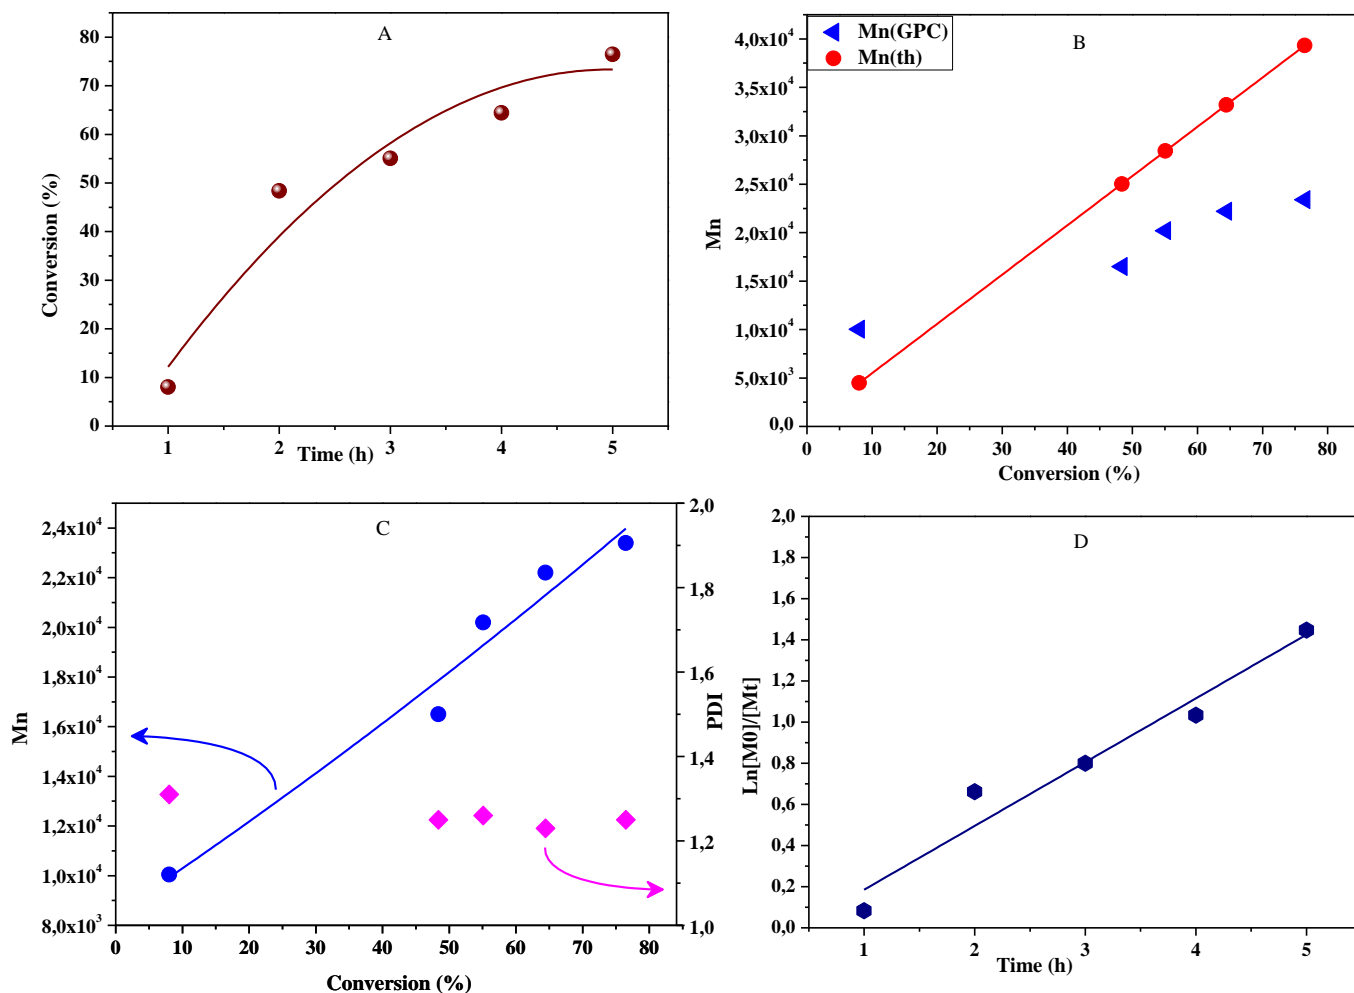 A
80
70
60
50
40
30
20
10
0
Conversion (%)
1 2 3 4 5
Time (h)
Mn(GPC)
Mn(th)
B
4,0x10⁴
3,5x10⁴
3,0x10⁴
2,5x10⁴
2,0x10⁴
1,5x10⁴
1,0x10⁴
5,0x10³
0,0
Mn
0 10 20 30 40 50 60 70 80
Conversion (%)
C
2,4x10⁴
2,2x10⁴
2,0x10⁴
1,8x10⁴
1,6x10⁴
1,4x10⁴
1,2x10⁴
1,0x10⁴
8,0x10³
Mn
2,0
1,8
1,6
1,4
1,2
1,0
PDI
0 10 20 30 40 50 60 70 80
Conversion (%)
D
2,0
1,8
1,6
1,4
1,2
1,0
0,8
0,6
0,4
0,2
0,0
Ln[M0]/[Mt]
1 2 3 4 5
Time (h)